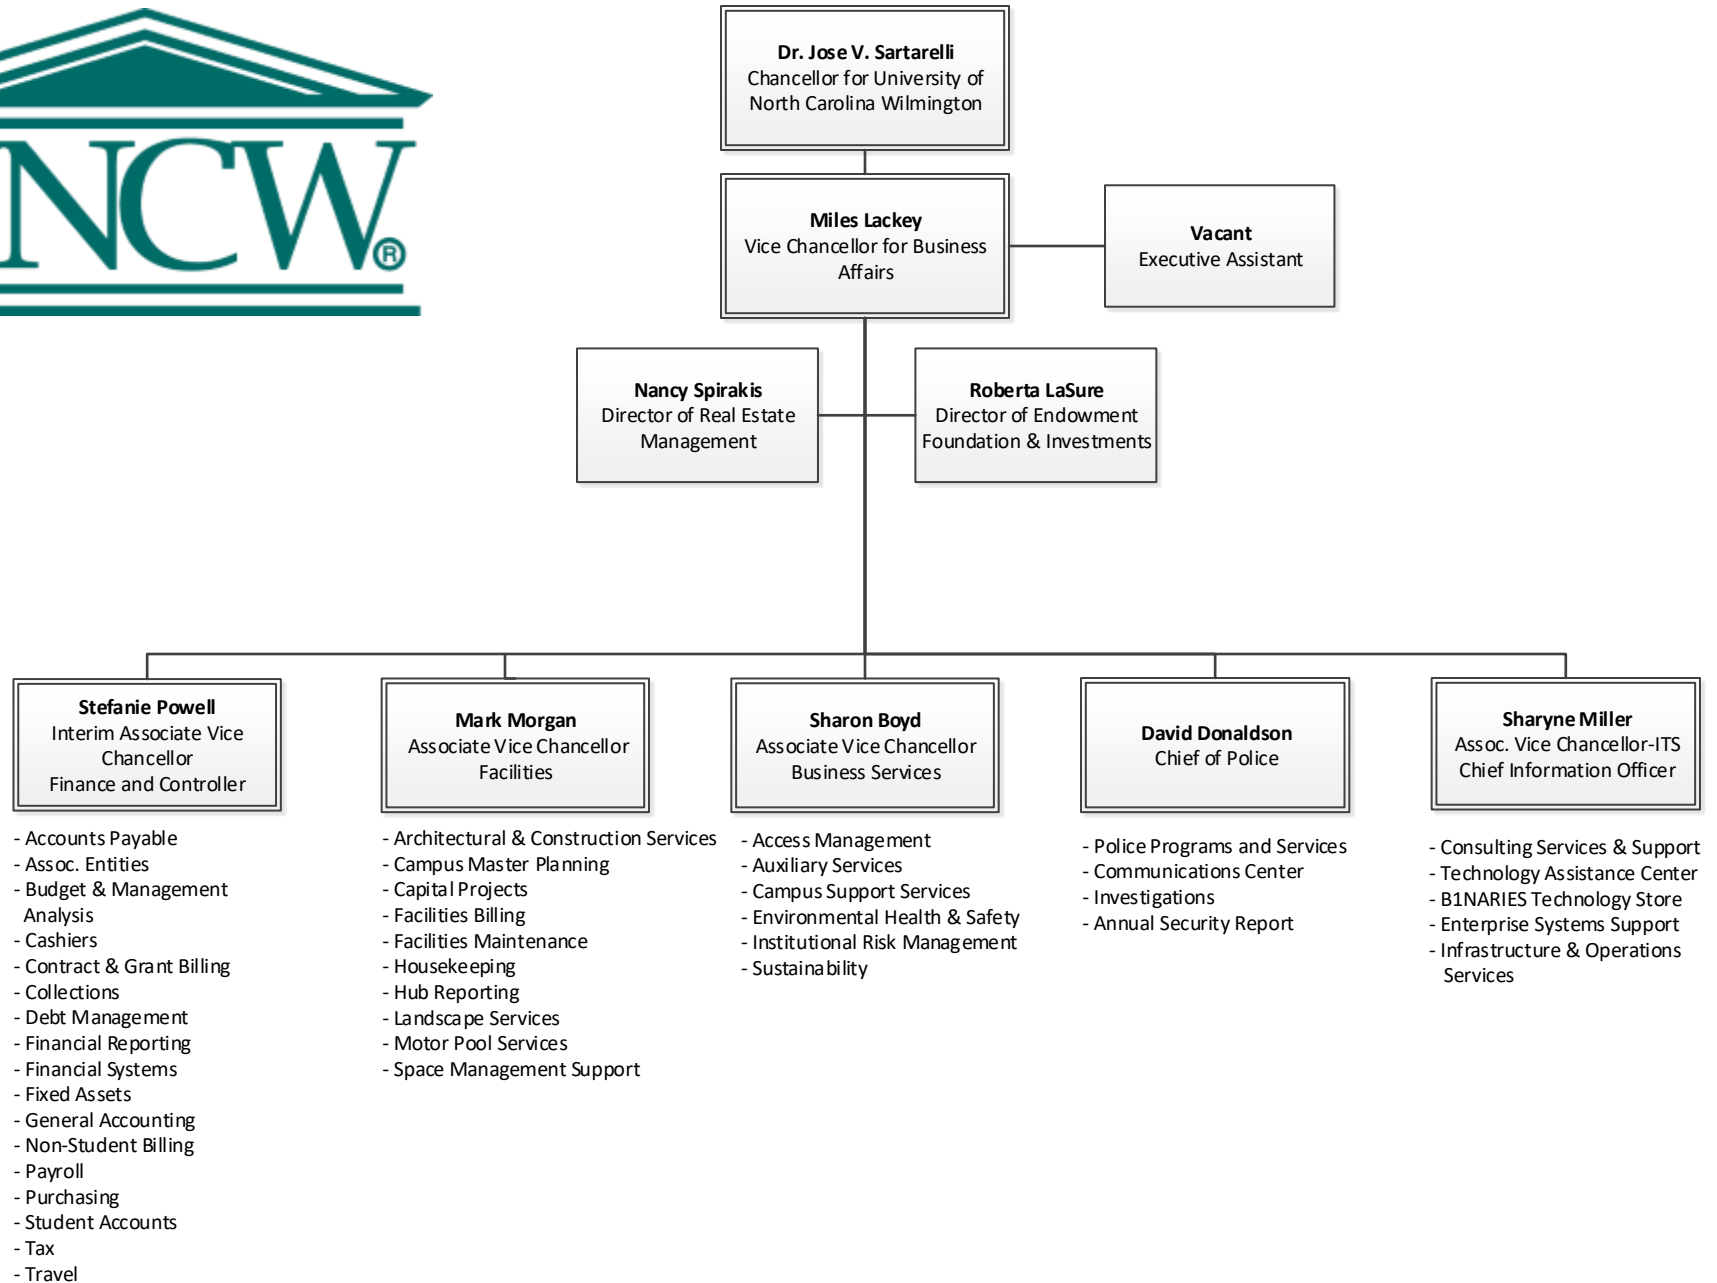 NCW®
Dr. Jose V. Sartarelli
Chancellor for University of
North Carolina Wilmington
Miles Lackey
Vice Chancellor for Business
Affairs
Vacant
Executive Assistant
Nancy Spirakis
Director of Real Estate
Management
Roberta LaSure
Director of Endowment
Foundation & Investments
Stefanie Powell
Interim Associate Vice
Chancellor
Finance and Controller
- Accounts Payable
- Assoc. Entities
- Budget & Management
Analysis
- Cashiers
- Contract & Grant Billing
- Collections
- Debt Management
- Financial Reporting
- Financial Systems
- Fixed Assets
- General Accounting
- Non-Student Billing
- Payroll
- Purchasing
- Student Accounts
- Tax
- Travel
Mark Morgan
Associate Vice Chancellor
Facilities
- Architectural & Construction Services
- Campus Master Planning
- Capital Projects
- Facilities Billing
- Facilities Maintenance
- Housekeeping
- Hub Reporting
- Landscape Services
- Motor Pool Services
- Space Management Support
Sharon Boyd
Associate Vice Chancellor
Business Services
- Access Management
- Auxiliary Services
- Campus Support Services
- Environmental Health & Safety
- Institutional Risk Management
- Sustainability
David Donaldson
Chief of Police
- Police Programs and Services
- Communications Center
- Investigations
- Annual Security Report
Sharyne Miller
Assoc. Vice Chancellor-ITS
Chief Information Officer
- Consulting Services & Support
- Technology Assistance Center
- B1NARIES Technology Store
- Enterprise Systems Support
- Infrastructure & Operations
Services